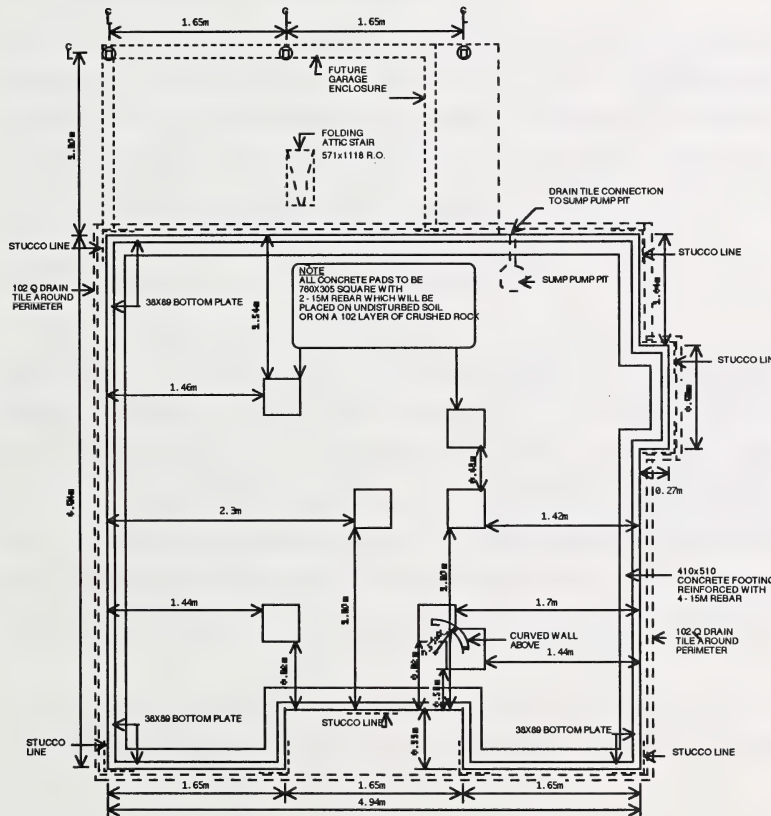 1.65m
1.65m
FUTURE
GARAGE
ENCLOSURE
FOLDING
ATTIC STAIR
571x1118 R.O.
DRAIN TILE CONNECTION
TO SUMP PUMP PIT
STUCCO LINE
STUCCO LINE
NOTE
ALL CONCRETE PADS TO BE
760X305 SQUARE WITH
2 - 15M REBAR WHICH WILL BE
PLACED ON UNDISTURBED SOIL
OR ON A 102 LAYER OF CRUSHED ROCK
SUMP PUMP PIT
102 Q DRAIN
TILE AROUND
PERIMETER
38X89 BOTTOM PLATE
STUCCO LIN
1.46m
0.27m
2.3m
1.42m
410x510
CONCRETE FOOTING
REINFORCED WITH
4 - 15M REBAR
1.44m
1.7m
102 Q DRAIN
TILE AROUND
PERIMETER
CURVED WALL
ABOVE
1.44m
38X89 BOTTOM PLATE
STUCCO LINE
38X89 BOTTOM PLATE
STUCCO
LINE
STUCCO LINE
1.65m
1.65m
1.65m
4.94m